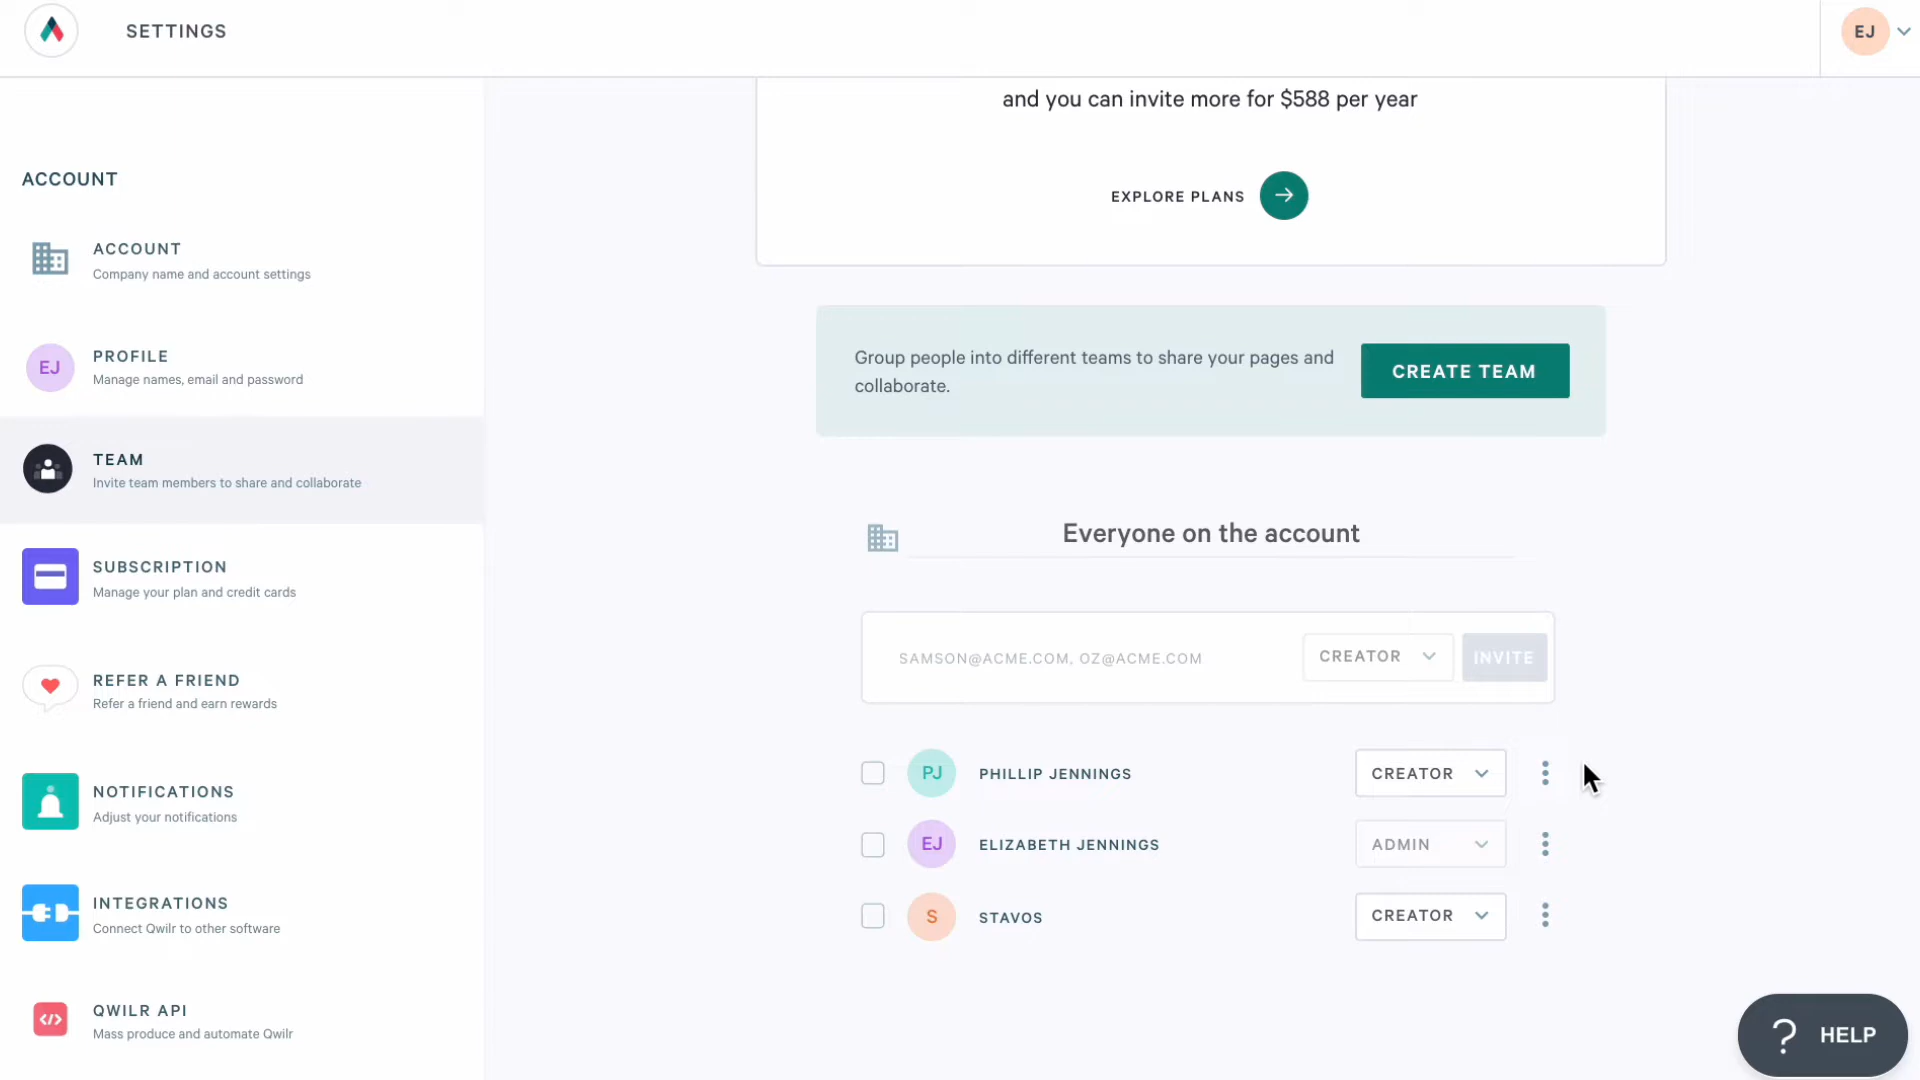 SETTINGS
EJ
and you can invite more for $588 per year
EXPLORE PLANS
ACCOUNT
ACCOUNT
Company name and account settings
EJ
PROFILE
Manage names, email and password
TEAM
Invite team members to share and collaborate
SUBSCRIPTION
Manage your plan and credit cards
REFER A FRIEND
Refer a friend and earn rewards
NOTIFICATIONS
Adjust your notifications
INTEGRATIONS
Connect Qwilr to other software
QWILR API
Mass produce and automate Qwilr
Group people into different teams to share your pages and
collaborate.
CREATE TEAM
Everyone on the account
SAMSON@ACME.COM, OZ@ACME.COM
CREATOR
INVITE
PJ
PHILLIP JENNINGS
CREATOR
EJ
ELIZABETH JENNINGS
ADMIN
S
STAVOS
CREATOR
? HELP